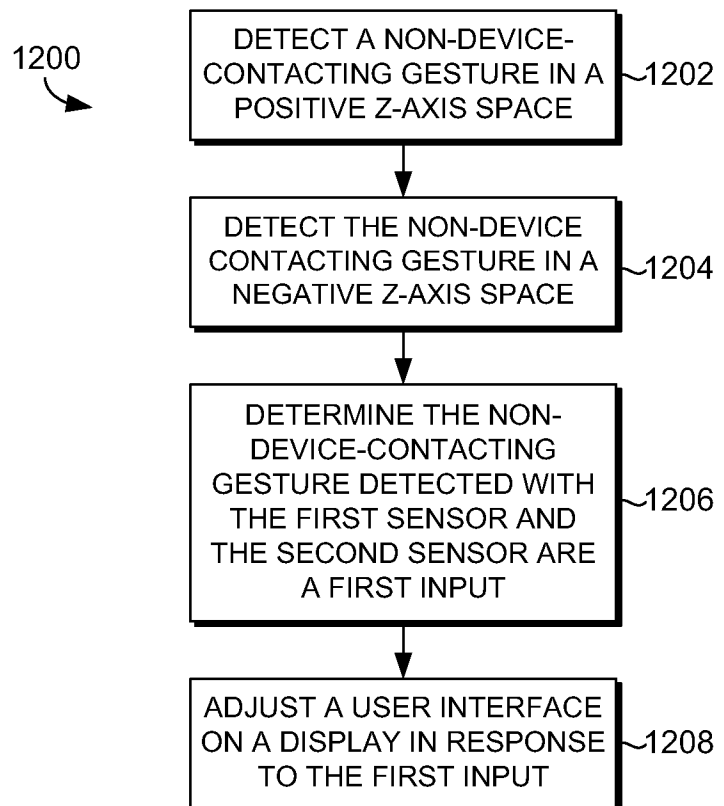 1200
DETECT A NON-DEVICE-
CONTACTING GESTURE IN A
POSITIVE Z-AXIS SPACE
1202
DETECT THE NON-DEVICE
CONTACTING GESTURE IN A
NEGATIVE Z-AXIS SPACE
1204
DETERMINE THE NON-
DEVICE-CONTACTING
GESTURE DETECTED WITH
THE FIRST SENSOR AND
THE SECOND SENSOR ARE
A FIRST INPUT
1206
ADJUST A USER INTERFACE
ON A DISPLAY IN RESPONSE
TO THE FIRST INPUT
1208